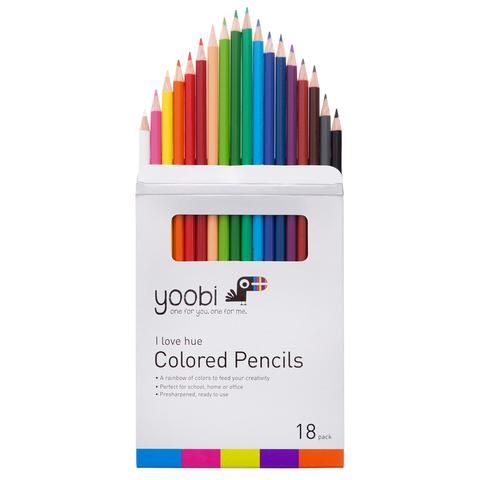 yoobi
one for you. one for me.
I love hue
Colored Pencils
• A rainbow of colors to feed your creativity
• Perfect for school, home or office
• Presharpened, ready to use
18 pack